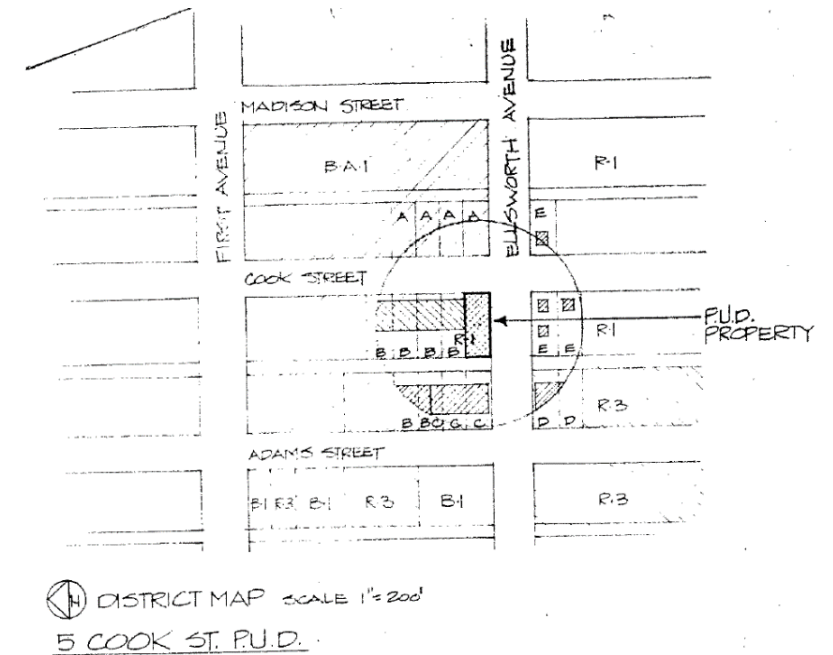 MADISON STREET
FIRST AVENUE
ELLSWORTH AVENUE
B-A-1
R-1
A A A A
E
COOK STREET
P.U.D.
PROPERTY
R-1
R-1
B B B B
E E
R.3
B B C G. C
D D
ADAMS STREET
B-1 R.3 B-1 R.3 B-1
R.3
N DISTRICT MAP SCALE 1"=200'
5 COOK ST. P.U.D.